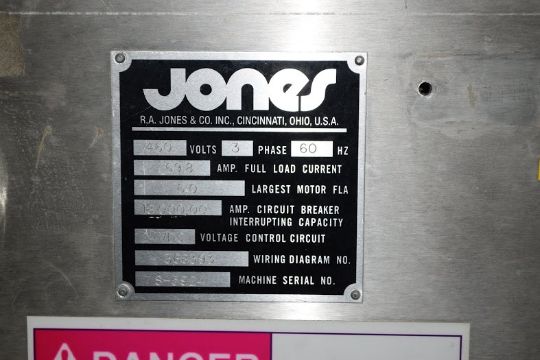 JONES
R.A. JONES & CO. INC., CINCINNATI, OHIO, U.S.A.
460 VOLTS 3 PHASE 60 HZ
AMP. FULL LOAD CURRENT
LARGEST MOTOR FLA
AMP. CIRCUIT BREAKER
INTERRUPTING CAPACITY
VOLTAGE CONTROL CIRCUIT
WIRING DIAGRAM NO.
MACHINE SERIAL NO.
DANGER